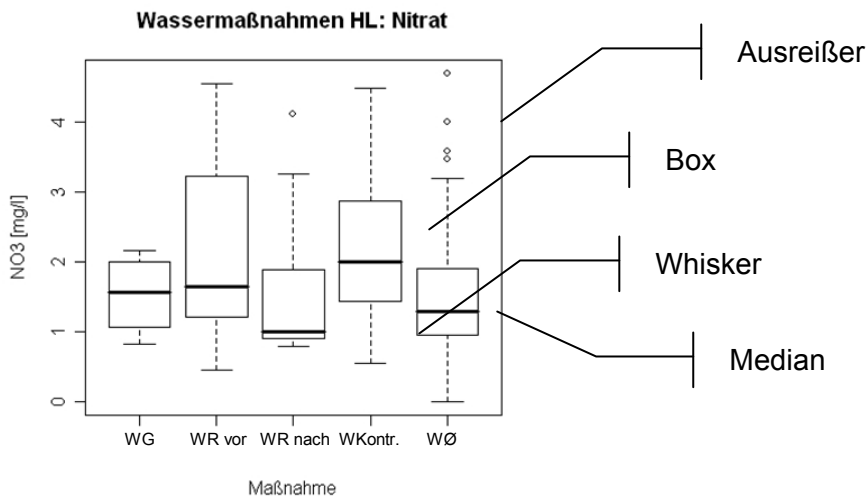 Wassermaßnahmen HL: Nitrat
Ausreißer
Box
Whisker
Median
NO3 [mg/l]
4
3
2
1
0
WG WR vor WR nach WKontr. WØ
Maßnahme